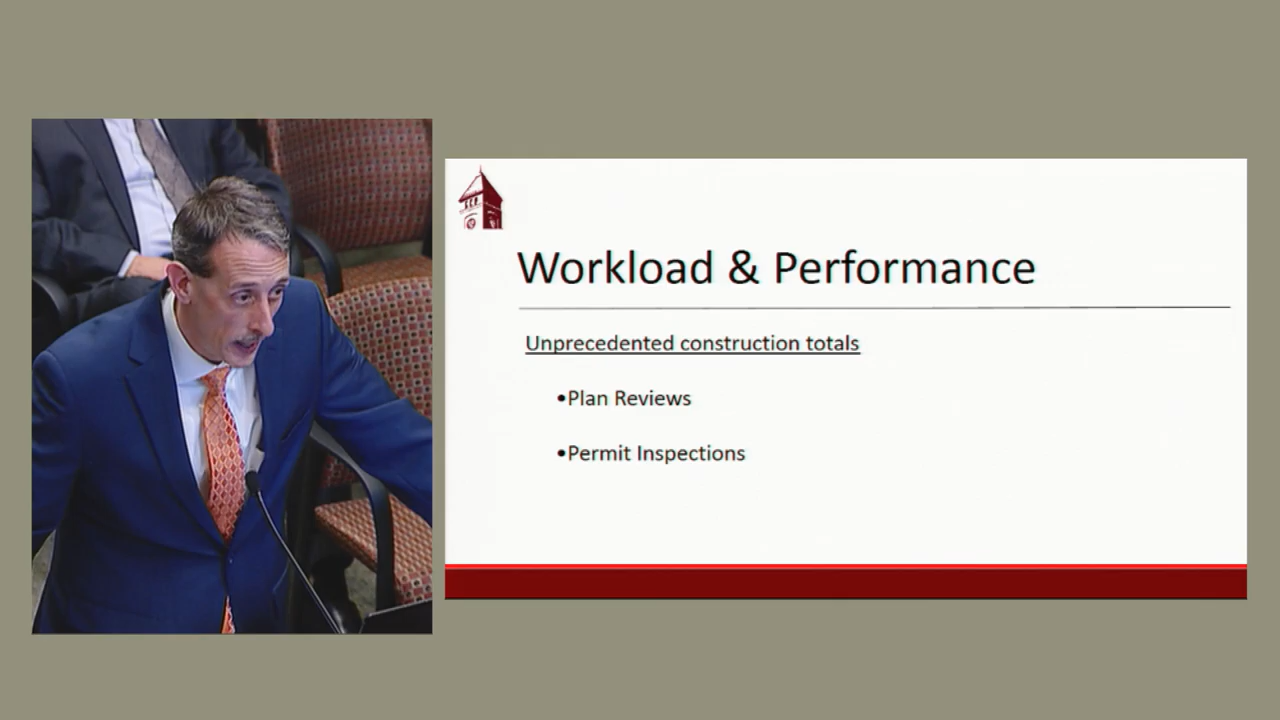 Workload & Performance
Unprecedented construction totals
•Plan Reviews
•Permit Inspections